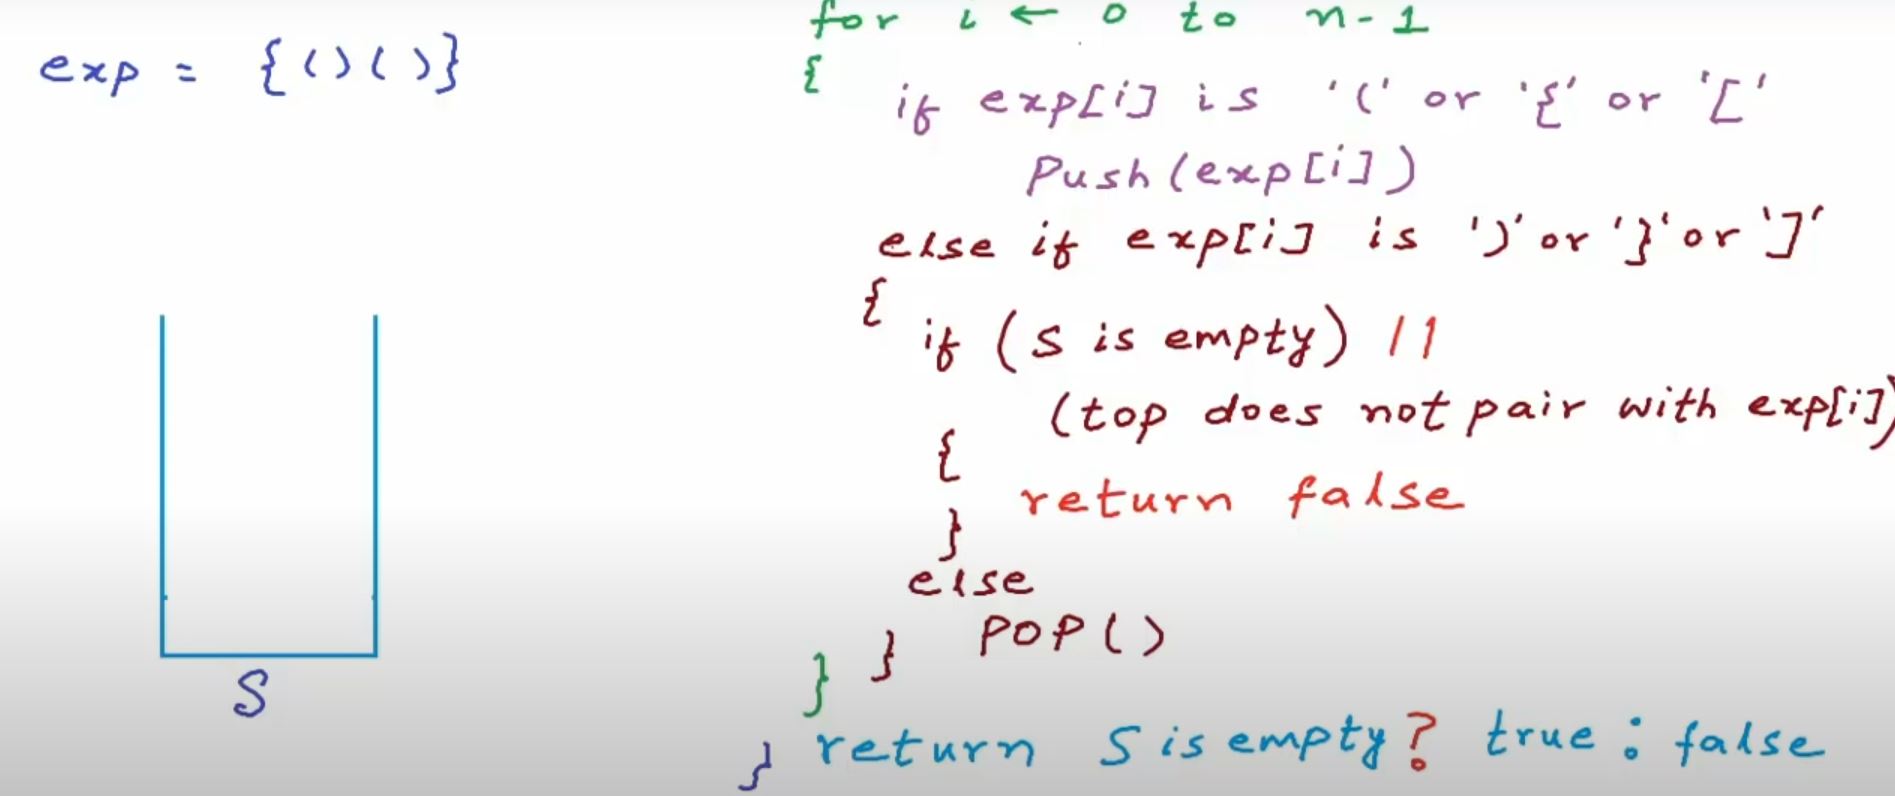 exp = {()()}
S
for i ← 0 to n-1
{
if exp[i] is '(' or '{' or '['
Push(exp[i])
else if exp[i] is ')' or '}' or ']'
{
if (S is empty) ||
(top does not pair with exp[i])
{
return false
}
else
POP()
}
}
return S is empty? true : false
}